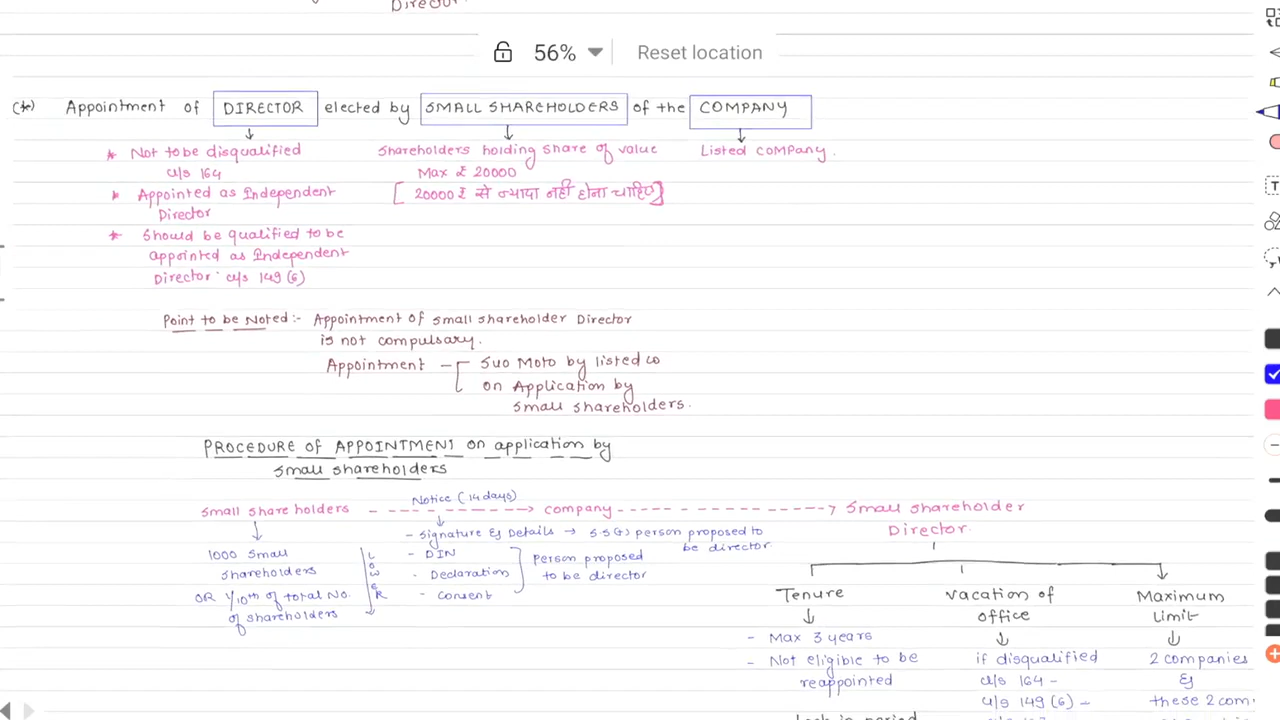 Director
56%
Reset location
(*) Appointment of DIRECTOR elected by SMALL SHAREHOLDERS of the COMPANY
* Not to be disqualified
u/s 164
* Appointed as Independent
Director
* Should be qualified to be
appointed as Independent
Director u/s 149 (6)
Shareholders holding share of value
Max ₹ 20000
[20000₹ से ज्यादा नहीं होना चाहिए]
Listed COMPANY.
Point to be Noted:- Appointment of small shareholder Director
is not compulsary.
Appointment - Suo Moto by listed co
on Application by
small shareholders.
PROCEDURE OF APPOINTMENT on application by
small shareholders
Small share holders
Notice (14 days)
company
Small shareholder
Director.
1000 small
shareholders
OR 1/10th of total No.
of shareholders
LOWER
- Signature & Details → S.S(+) person proposed to
be director
- DIN
- Declaration
- Consent
Person proposed
to be director
Tenure
- Max 3 years
- Not eligible to be
reappointed
Vacation of
office
if disqualified
u/s 164 -
u/s 149 (6) -
Maximum
Limit
2 companies
&
these 2 com